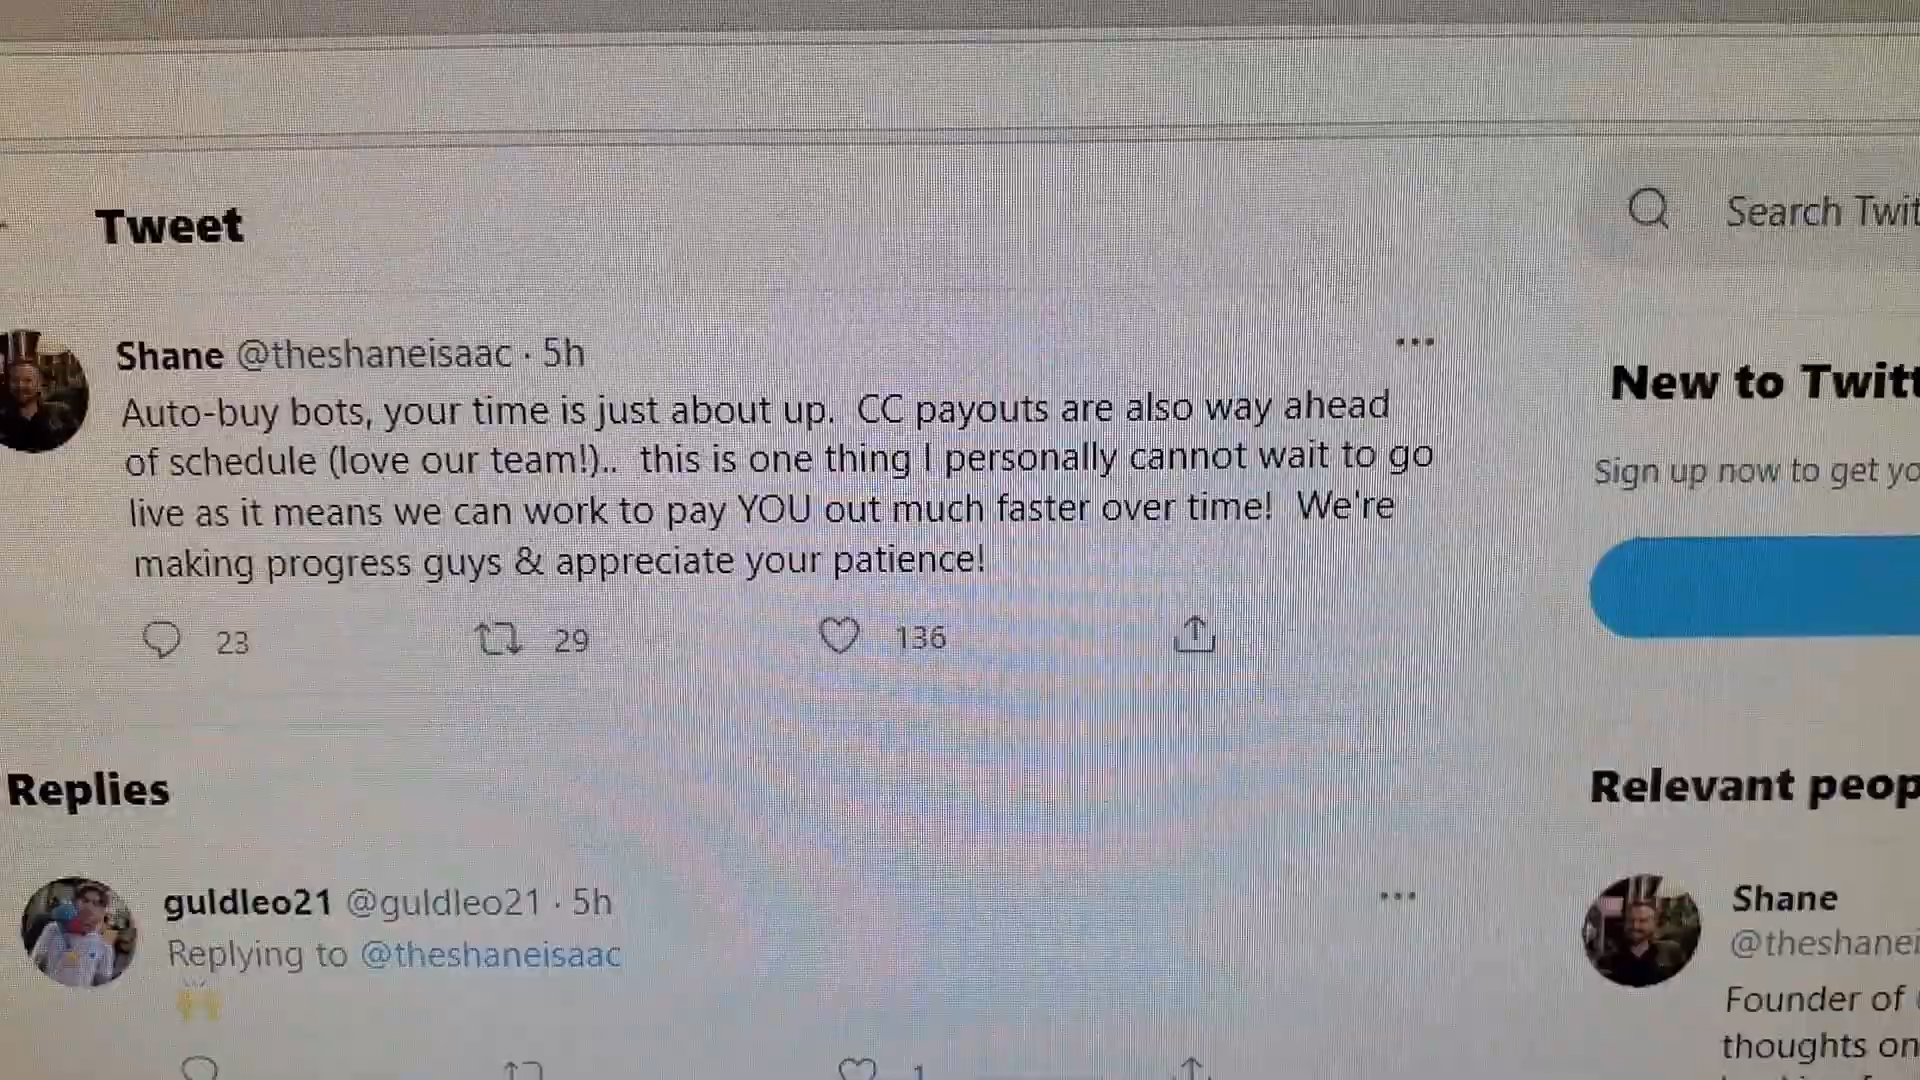 Tweet
Search Twit
Shane @theshaneisaac · 5h
Auto-buy bots, your time is just about up. CC payouts are also way ahead
of schedule (love our team!).. this is one thing I personally cannot wait to go
live as it means we can work to pay YOU out much faster over time! We're
making progress guys & appreciate your patience!
23 29 136
New to Twitt
Sign up now to get yo
Replies
guldleo21 @guldleo21 · 5h
Replying to @theshaneisaac
🙌
1
Relevant peop
Shane
@theshanei
Founder of
thoughts on